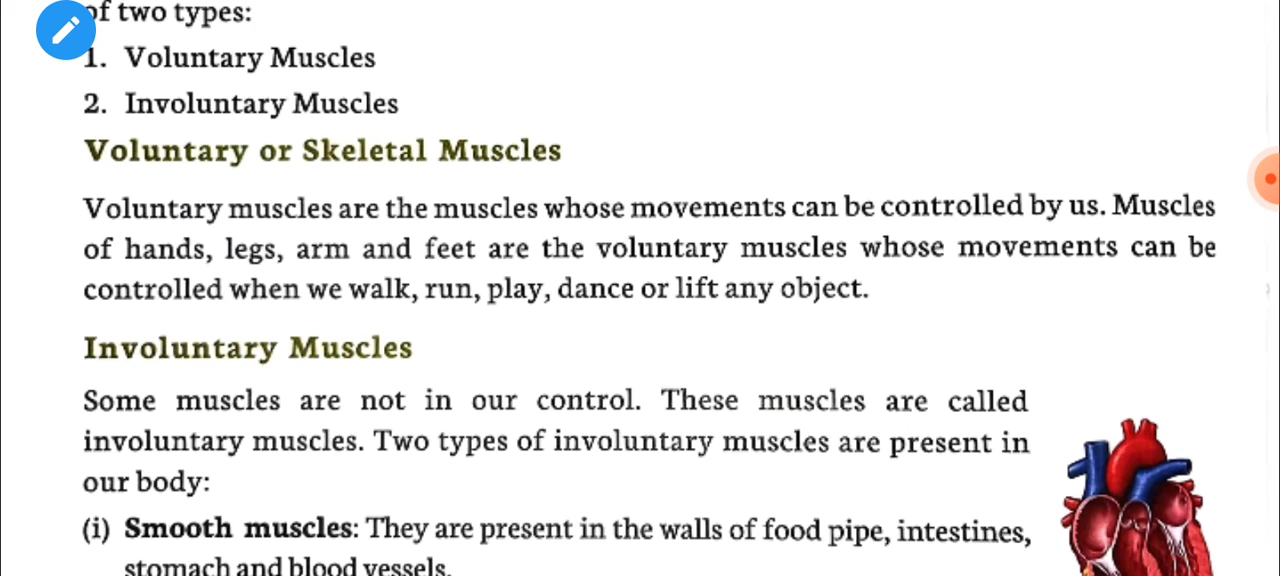 of two types:
1. Voluntary Muscles
2. Involuntary Muscles
Voluntary or Skeletal Muscles
Voluntary muscles are the muscles whose movements can be controlled by us. Muscles
of hands, legs, arm and feet are the voluntary muscles whose movements can be
controlled when we walk, run, play, dance or lift any object.
Involuntary Muscles
Some muscles are not in our control. These muscles are called
involuntary muscles. Two types of involuntary muscles are present in
our body:
(i) Smooth muscles: They are present in the walls of food pipe, intestines,
stomach and blood vessels.